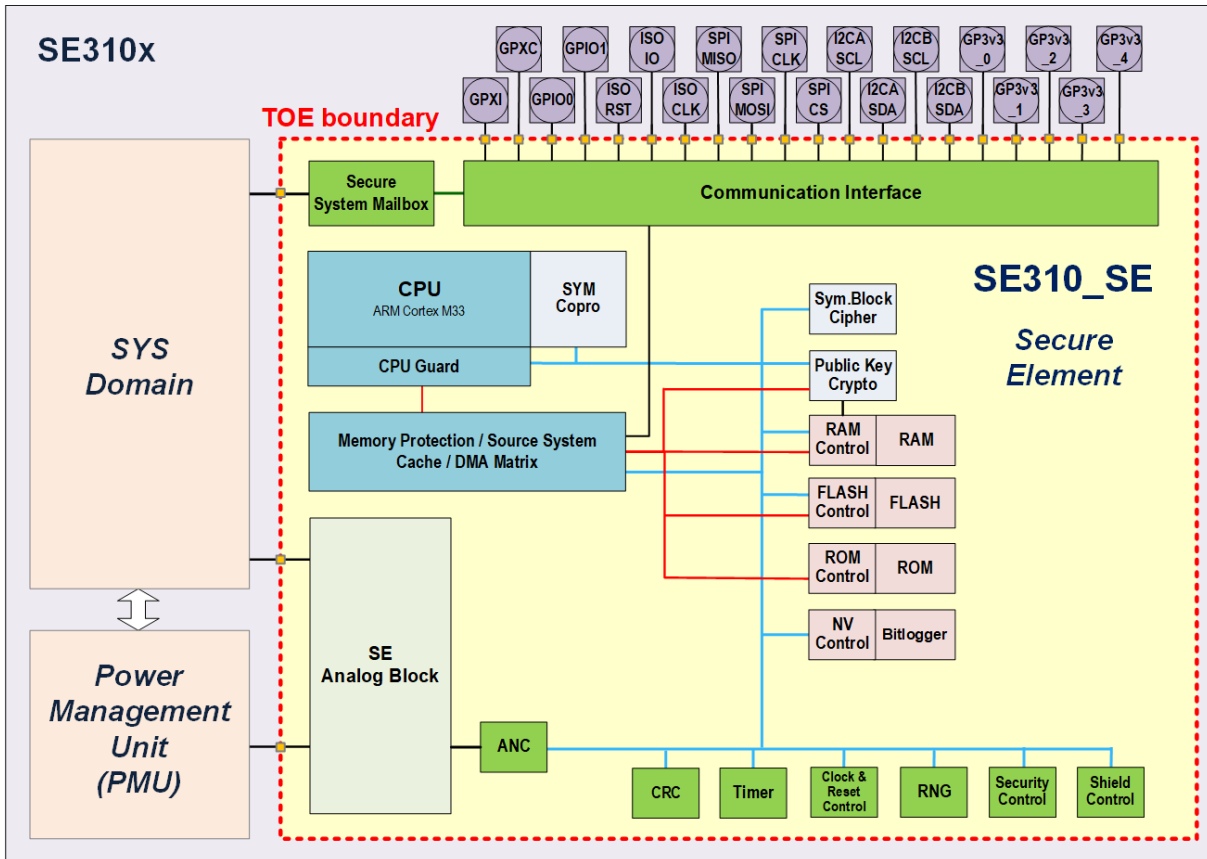 SE310x
GPXC
GPIO1
ISO
IO
SPI
MISO
SPI
CLK
I2CA
SCL
I2CB
SCL
GP3v3
_0
GP3v3
_2
GP3v3
_4
GPXI
GPIO0
ISO
RST
ISO
CLK
SPI
MOSI
SPI
CS
I2CA
SDA
I2CB
SDA
GP3v3
_1
GP3v3
_3
TOE boundary
Secure
System Mailbox
Communication Interface
CPU
ARM Cortex M33
SYM
Copro
CPU Guard
SE310_SE
Secure
Element
Sym.Block
Cipher
Public Key
Crypto
SYS
Domain
Memory Protection / Source System
Cache / DMA Matrix
RAM
Control
RAM
FLASH
Control
FLASH
ROM
Control
ROM
NV
Control
Bitlogger
SE
Analog Block
Power
Management
Unit
(PMU)
ANC
CRC
Timer
Clock &
Reset
Control
RNG
Security
Control
Shield
Control